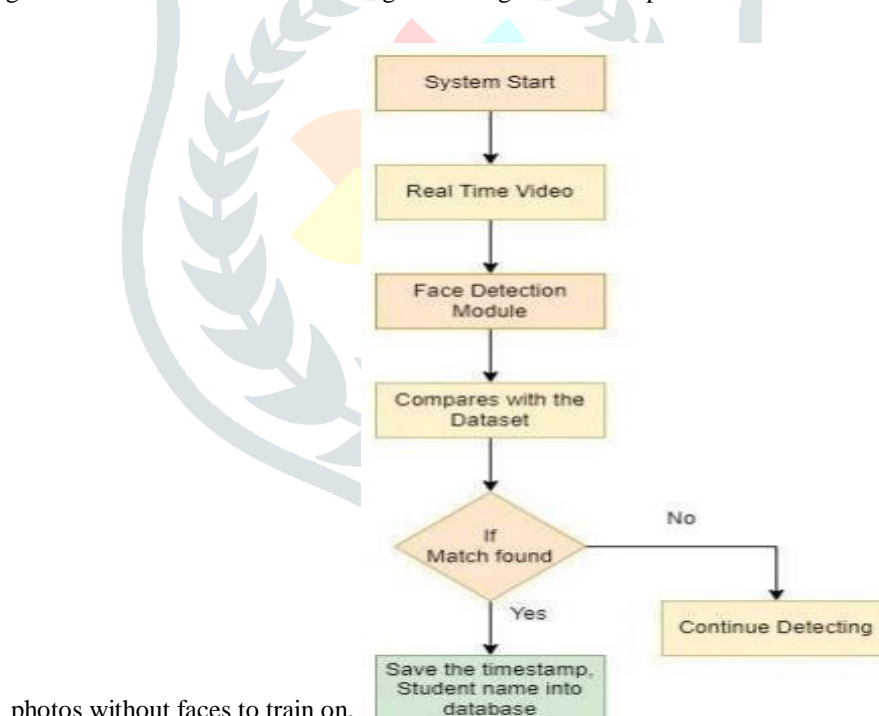 System Start
Real Time Video
Face Detection
Module
Compares with the
Dataset
If
Match found
No
Yes
Continue Detecting
Save the timestamp,
Student name into
database
photos without faces to train on.